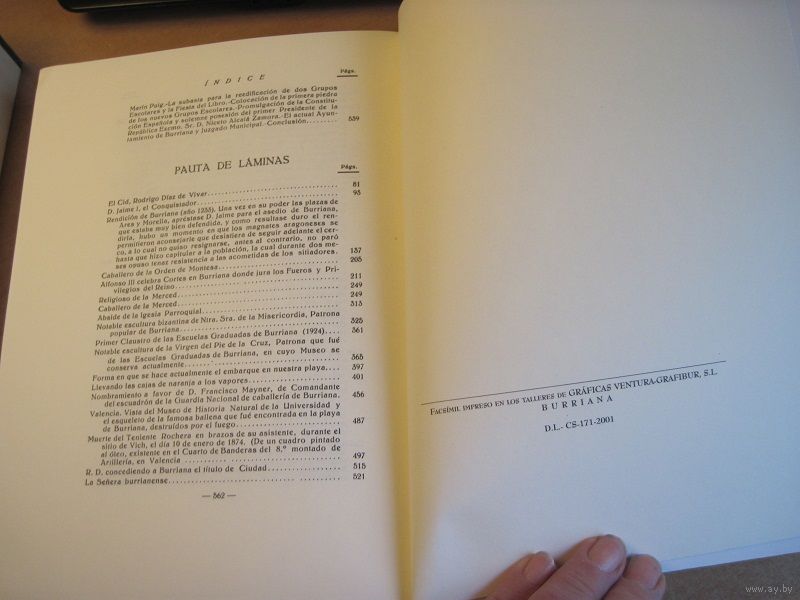 ÍNDICE
Págs.
Marín Puig.-La subasta para la reedificación de dos Grupos
Escolares y la Fiesta del Libro.-Colocación de la primera piedra
de los nuevos Grupos Escolares.-Promulgación de la Constitu-
ción Española y solemne posesión del primer Presidente de la
República Excmo. Sr. D. Niceto Alcalá Zamora.-El actual Ayun-
tamiento de Burriana y Juzgado Municipal.-Conclusión......... 539
PAUTA DE LÁMINAS
Págs.
El Cid, Rodrigo Díaz de Vivar................................. 81
D. Jaime I, el Conquistador................................. 95
Rendición de Burriana (año 1233). Una vez en su poder las plazas de
Ares y Morella, apréstase D. Jaime para el asedio de Burriana,
que estaba muy bien defendida, y como resultase duro el ren-
dirla, hubo un momento en que los magnates aragoneses se
permitieron aconsejarle que desistiera de seguir adelante el cer-
co, a lo cual no quiso resignarse, antes al contrario, no paró
hasta que hizo capitular a la población, la cual durante dos me-
ses opuso tenaz resistencia a las acometidas de los sitiadores. 137
Caballero de la Orden de Montesa.............................. 205
Alfonso III celebra Cortes en Burriana donde jura los Fueros y Pri-
vilegios del Reino............................... 211
Religioso de la Merced................................. 249
Caballero de la Merced................................. 249
Abside de la Iglesia Parroquial............................... 313
Notable escultura bizantina de Ntra. Sra. de la Misericordia, Patrona
popular de Burriana............................... 325
Primer Claustro de las Escuelas Graduadas de Burriana (1924).... 361
Notable escultura de la Virgen del Pie de la Cruz, Patrona que fué
de las Escuelas Graduadas de Burriana, en cuyo Museo se
conserva actualmente............................... 365
Forma en que se hace actualmente el embarque en nuestra playa.... 397
Llevando las cajas de naranja a los vapores.................... 401
Nombramiento a favor de D. Francisco Mayner, de Comandante
del escuadrón de la Guardia Nacional de caballería de Burriana. 456
Valencia. Vista del Museo de Historia Natural de la Universidad y
el esqueleto de la famosa ballena que fué encontrada en la playa
de Burriana, destruídos por el fuego................... 487
Muerte del Teniente Rochera en brazos de su asistente, durante el
sitio de Vich, el día 10 de enero de 1874. (De un cuadro pintado
al óleo, existente en el Cuarto de Banderas del 8.º montado de
Artillería, en Valencia ......................... 497
R. D. concediendo a Burriana el título de Ciudad.............. 515
La Señera burrianense................................. 521
— 562 —
FACSÍMIL IMPRESO EN LOS TALLERES DE GRÁFICAS VENTURA-GRAFIBUR, S.L.
BURRIANA
D.L.- CS-171-2001
www.ay.by